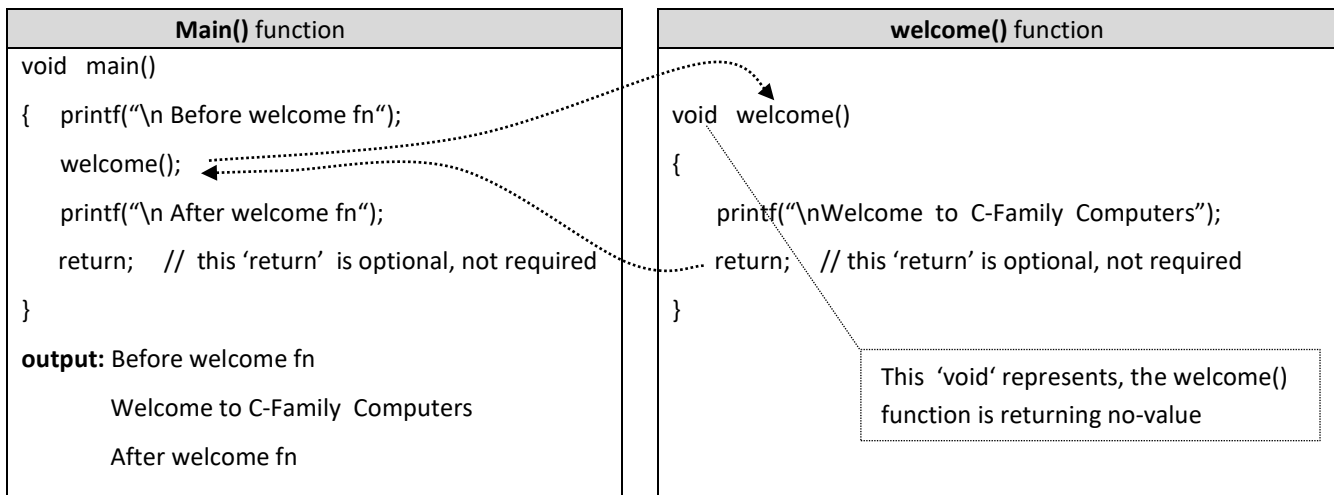 Main() function
void main()
{ printf(“\n Before welcome fn“);
welcome();
printf(“\n After welcome fn“);
return; // this ‘return’ is optional, not required
}
output: Before welcome fn
Welcome to C-Family Computers
After welcome fn
welcome() function
void welcome()
{
printf(“\nWelcome to C-Family Computers”);
return; // this ‘return’ is optional, not required
}
This ‘void‘ represents, the welcome()
function is returning no-value